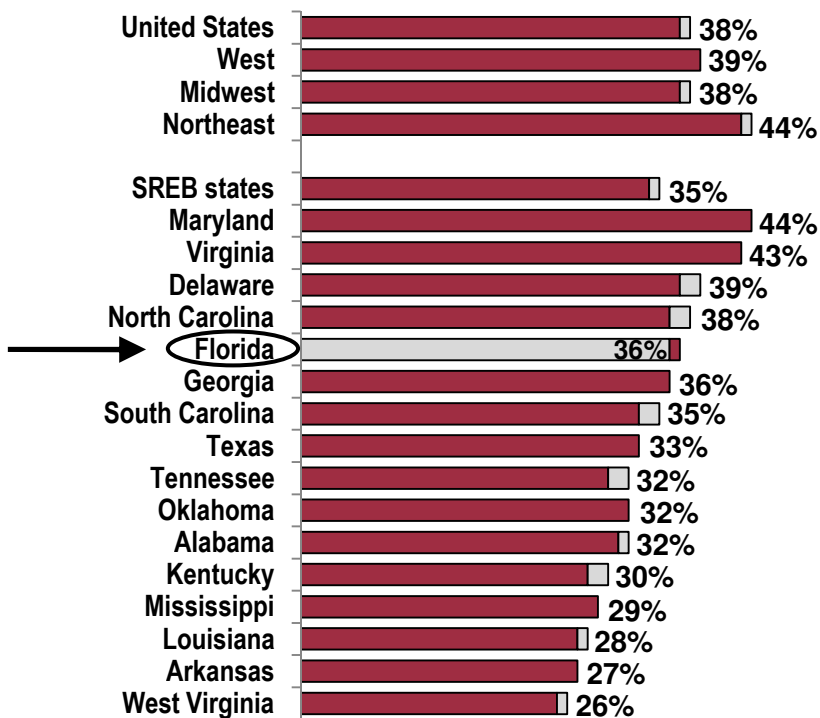 United States 38%
West 39%
Midwest 38%
Northeast 44%
SREB states 35%
Maryland 44%
Virginia 43%
Delaware 39%
North Carolina 38%
Florida 36%
Georgia 36%
South Carolina 35%
Texas 33%
Tennessee 32%
Oklahoma 32%
Alabama 32%
Kentucky 30%
Mississippi 29%
Louisiana 28%
Arkansas 27%
West Virginia 26%